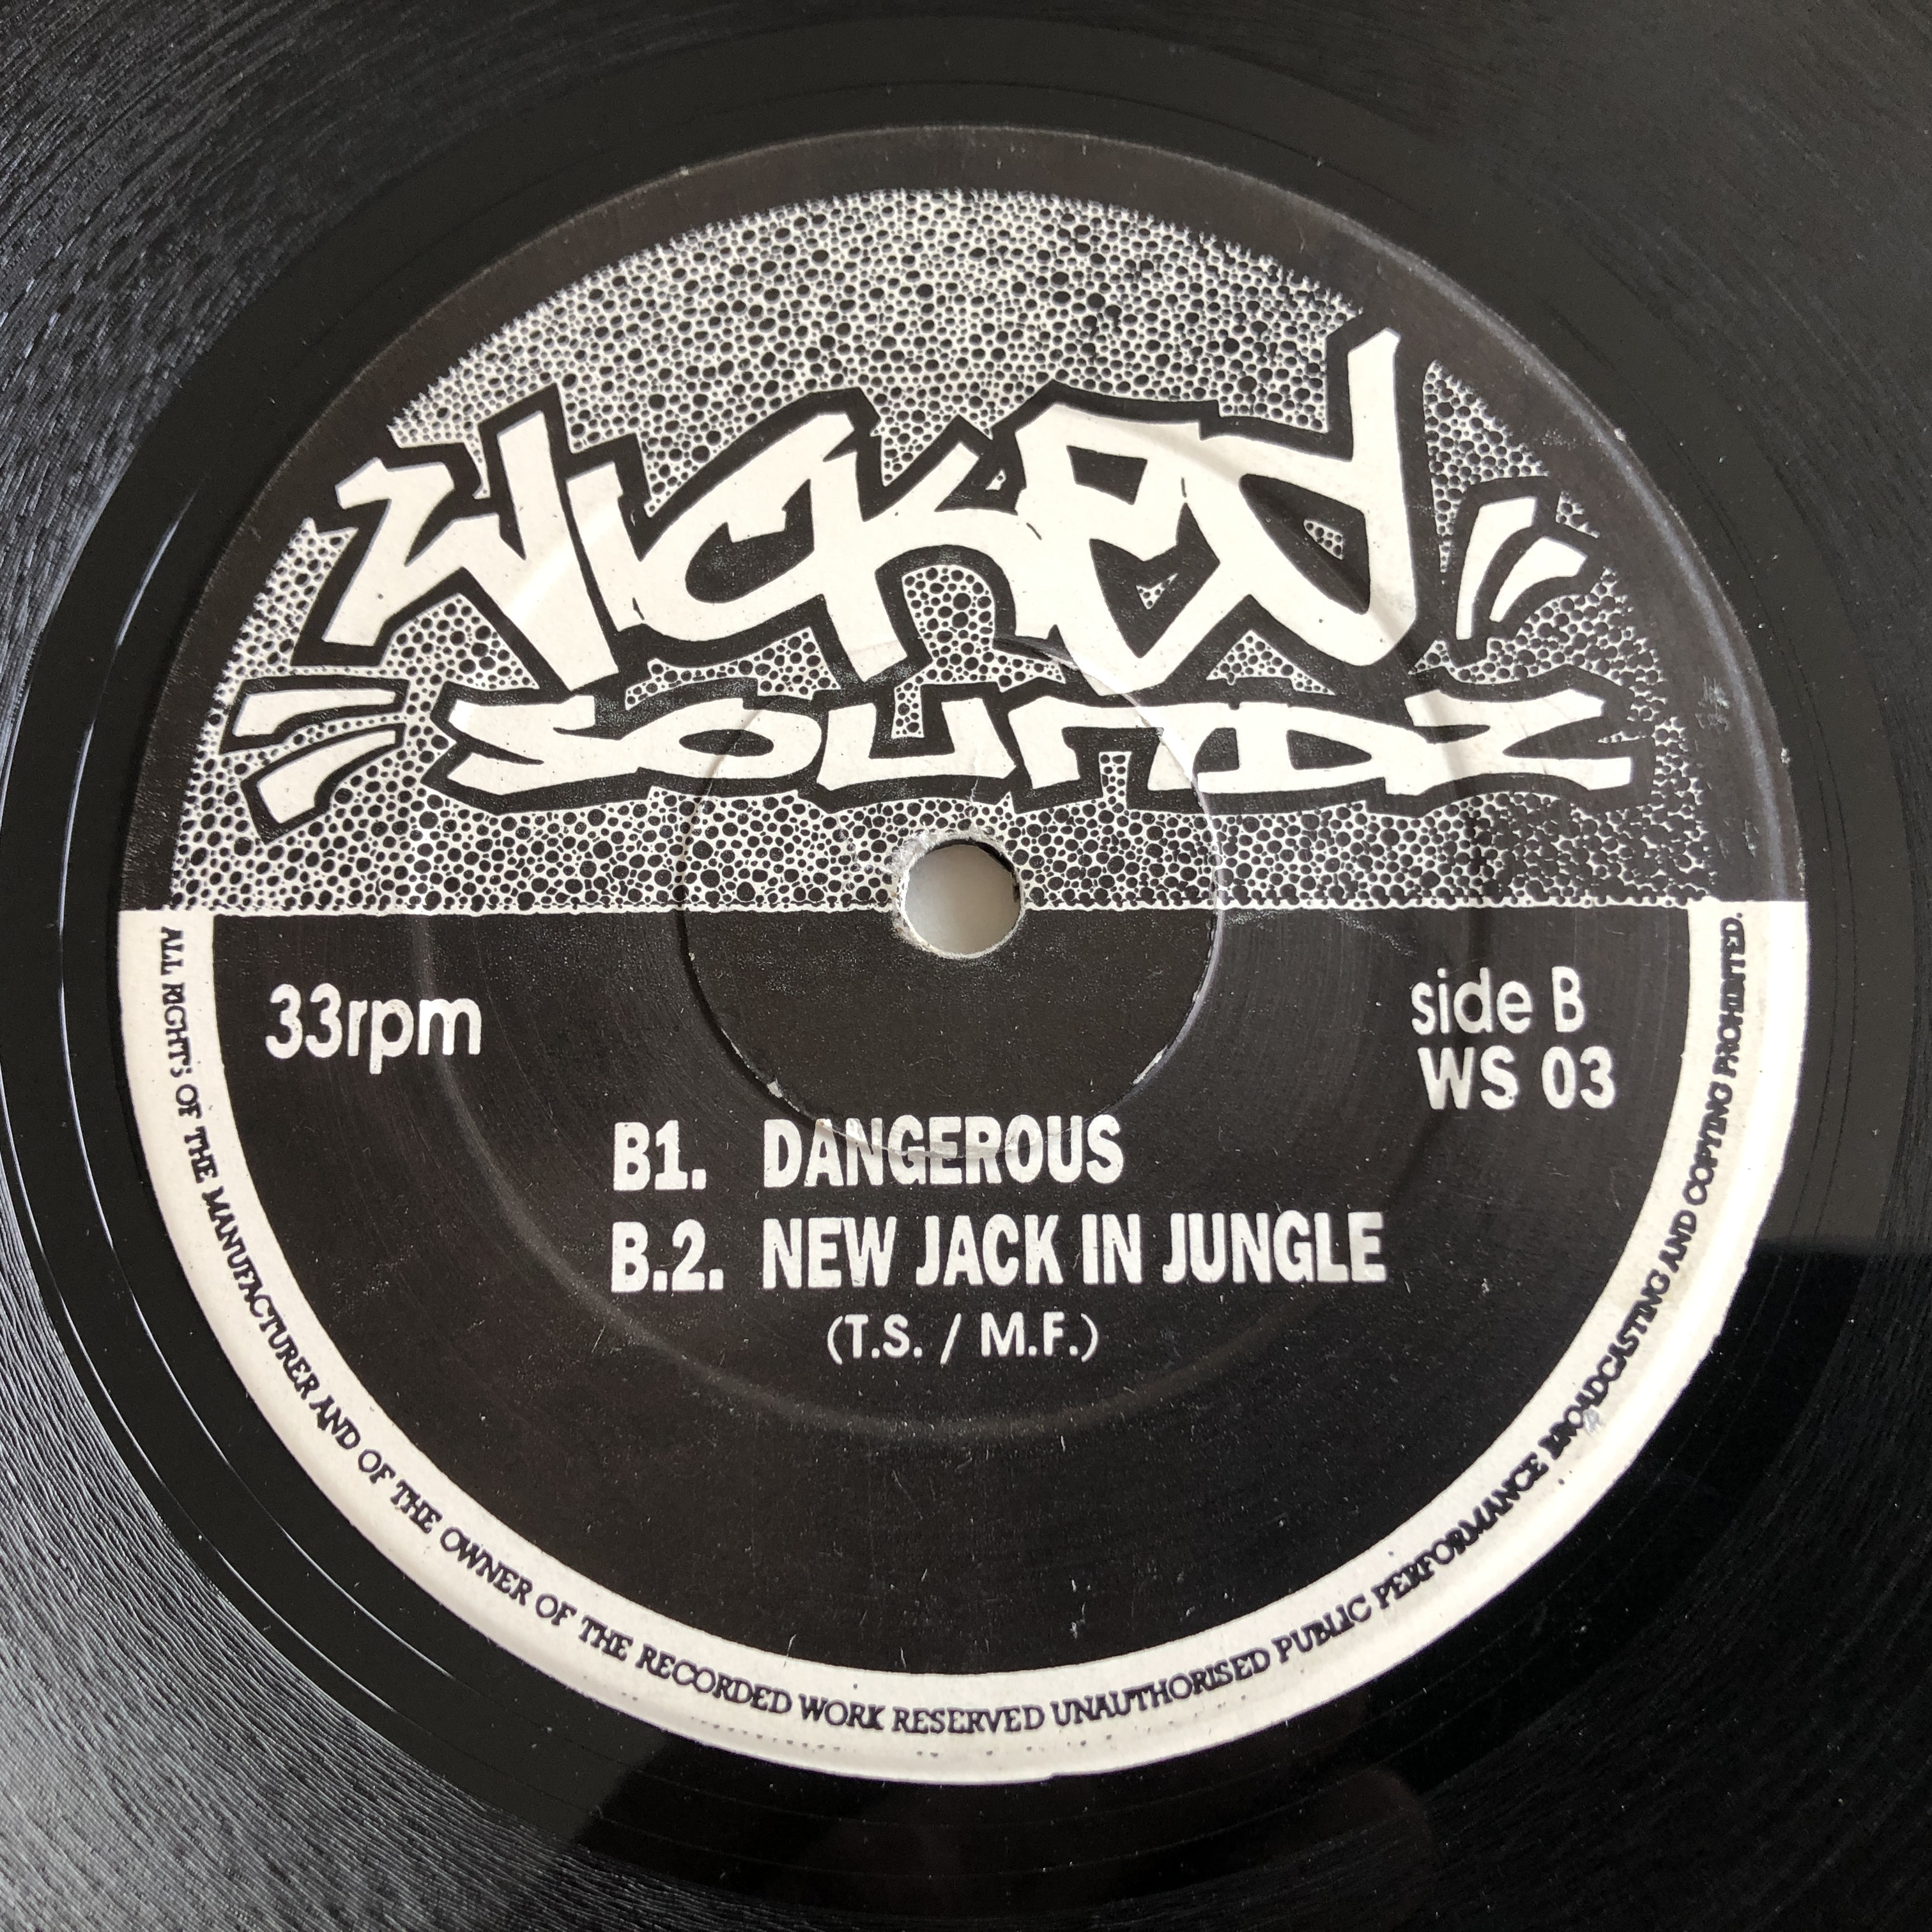 WICKED
SOUNDZ
33rpm
side B
WS 03
B1. DANGEROUS
B.2. NEW JACK IN JUNGLE
(T.S. / M.F.)
ALL RIGHTS OF THE MANUFACTURER AND OF THE OWNER OF THE RECORDED WORK RESERVED UNAUTHORISED PUBLIC PERFORMANCE BROADCASTING AND COPYING PROHIBITED.